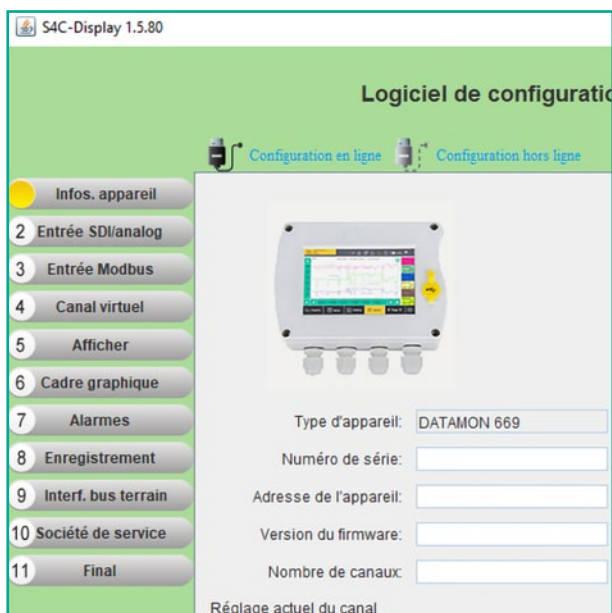 S4C-Display 1.5.80
Logiciel de configuratio
Configuration en ligne
Configuration hors ligne
Infos. appareil
2 Entrée SDI/analog
3 Entrée Modbus
4 Canal virtuel
5 Afficher
6 Cadre graphique
7 Alarmes
8 Enregistrement
9 Interf. bus terrain
10 Société de service
11 Final
Type d'appareil: DATAMON 669
Numéro de série:
Adresse de l'appareil:
Version du firmware:
Nombre de canaux:
Réglage actuel du canal